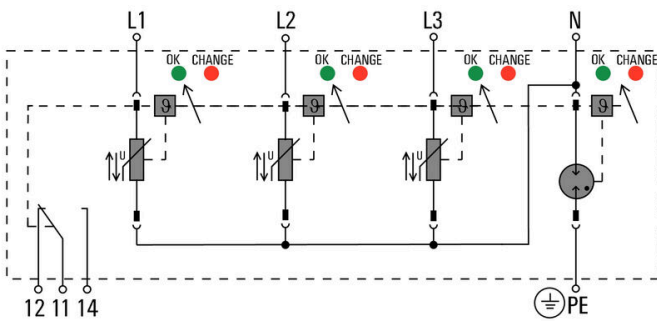 L1 L2 L3 N
OK CHANGE OK CHANGE OK CHANGE OK CHANGE
ϑ ϑ ϑ ϑ
U U U
12 11 14 PE